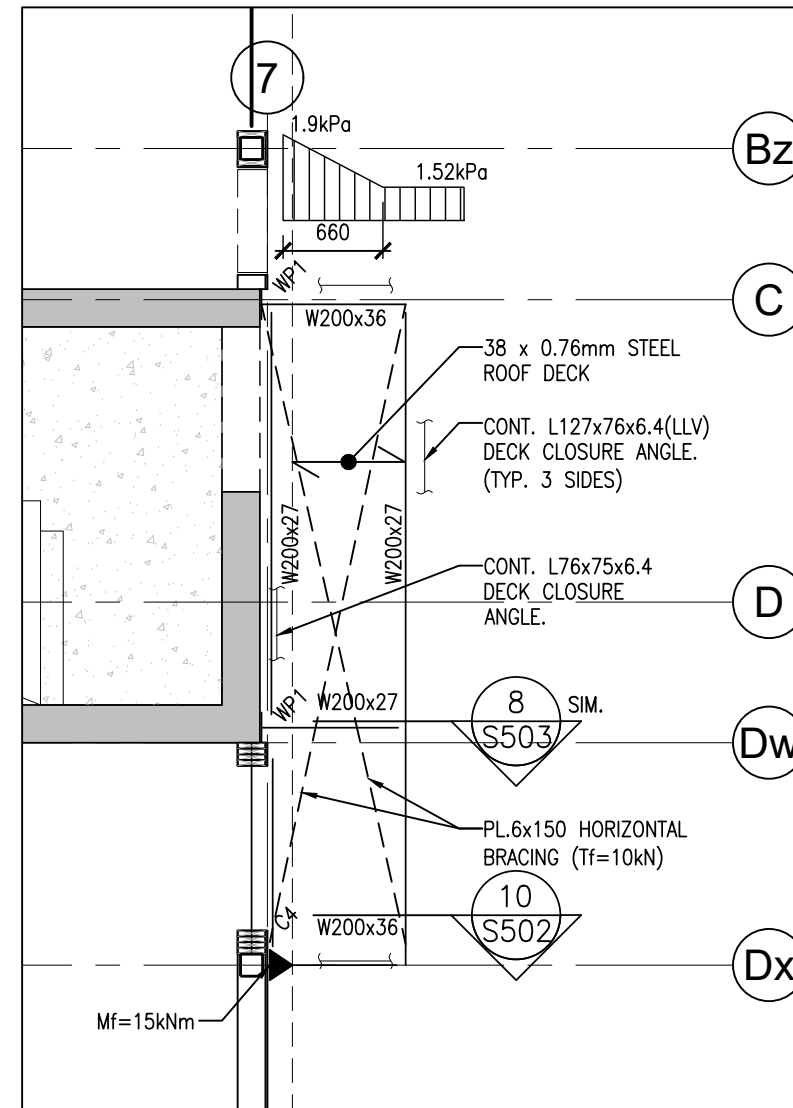 7
1.9kPa
Bz
1.52kPa
660
WP1
C
W200x36
38 x 0.76mm STEEL
ROOF DECK
CONT. L127x76x6.4(LLV)
DECK CLOSURE ANGLE.
(TYP. 3 SIDES)
W200x27
W200x27
CONT. L76x75x6.4
DECK CLOSURE
ANGLE.
D
WP1
W200x27
8
SIM.
S503
Dw
PL.6x150 HORIZONTAL
BRACING (Tf=10kN)
10
C4
W200x36
S502
Dx
Mf=15kNm